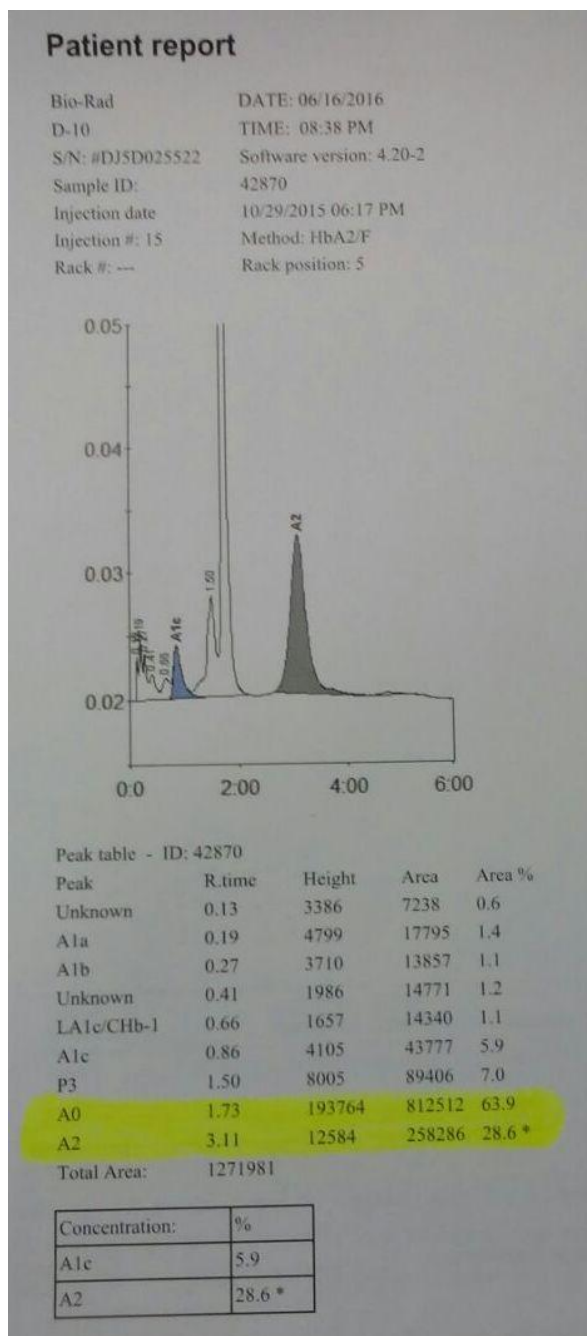 Patient report
Bio-Rad DATE: 06/16/2016
D-10 TIME: 08:38 PM
S/N: #DJ5D025522 Software version: 4.20-2
Sample ID: 42870
Injection date 10/29/2015 06:17 PM
Injection #: 15 Method: HbA2/F
Rack #: --- Rack position: 5
0.05
0.04
A2
0.03
1.50
A1c
0.66
0.41
0.02
0:0 2:00 4:00 6:00
Peak table - ID: 42870
Peak R.time Height Area Area %
Unknown 0.13 3386 7238 0.6
A1a 0.19 4799 17795 1.4
A1b 0.27 3710 13857 1.1
Unknown 0.41 1986 14771 1.2
LA1c/CHb-1 0.66 1657 14340 1.1
A1c 0.86 4105 43777 5.9
P3 1.50 8005 89406 7.0
A0 1.73 193764 812512 63.9
A2 3.11 12584 258286 28.6 *
Total Area: 1271981
Concentration: %
A1c 5.9
A2 28.6 *